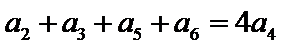 a₂ + a₃ + a₅ + a₆ = 4a₄